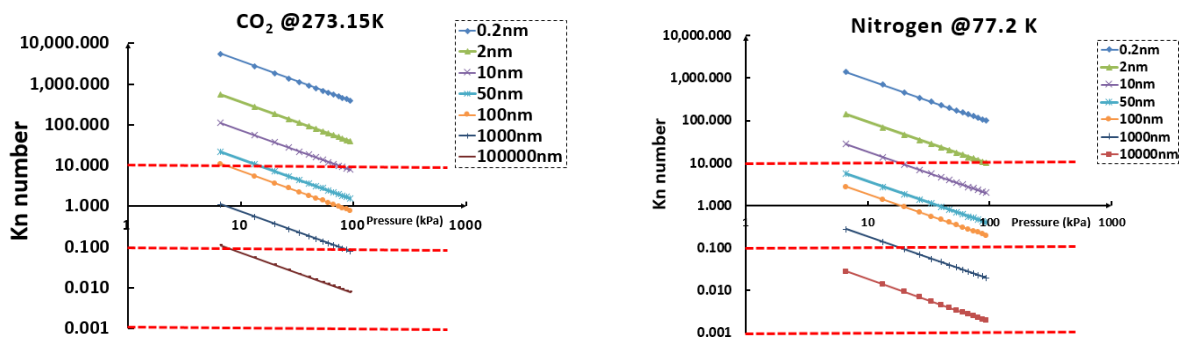 CO₂ @273.15K
Kn number
10,000.000
1,000.000
100.000
10.000
1.000
0.100
0.010
0.001
1
10
100
1000
Pressure (kPa)
0.2nm
2nm
10nm
50nm
100nm
1000nm
100000nm
Nitrogen @77.2 K
Kn number
10,000.000
1,000.000
100.000
10.000
1.000
0.100
0.010
0.001
1
10
100
1000
Pressure (kPa)
0.2nm
2nm
10nm
50nm
100nm
1000nm
10000nm